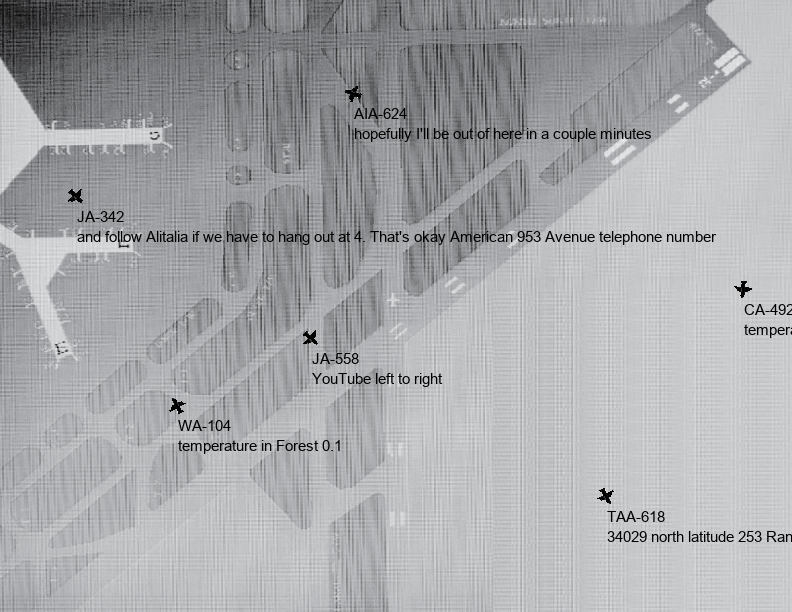 AIA-624
hopefully I'll be out of here in a couple minutes
JA-342
and follow Alitalia if we have to hang out at 4. That's okay American 953 Avenue telephone number
CA-492
JA-558
YouTube left to right
WA-104
temperature in Forest 0.1
TAA-618
34029 north latitude 253